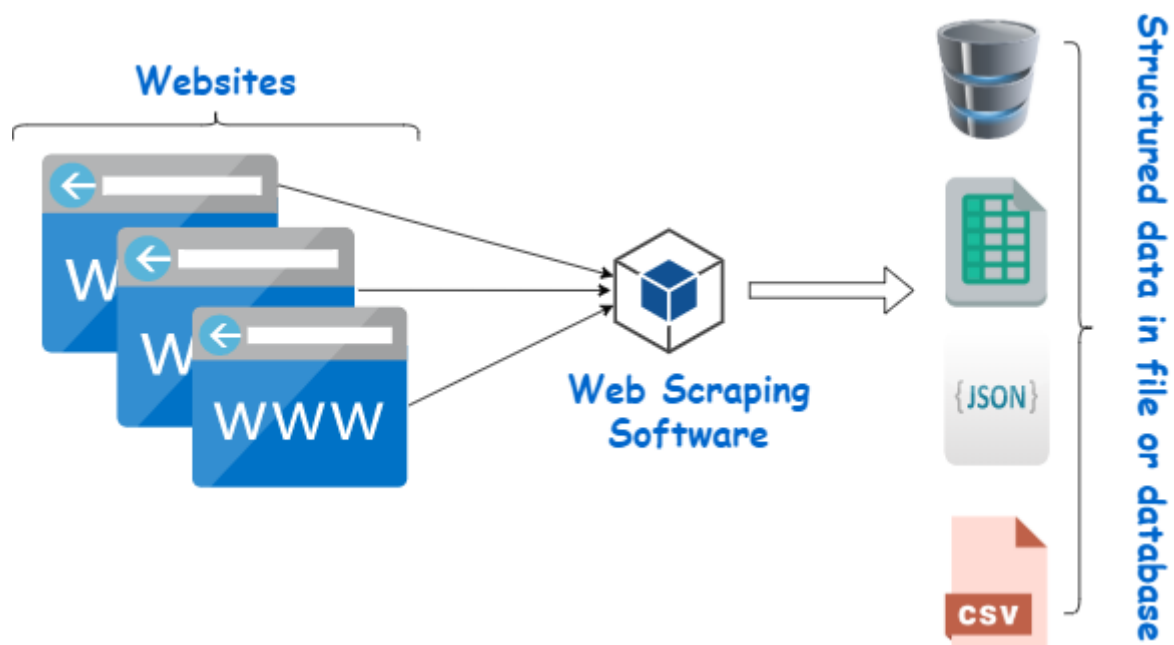 Websites
W
W
WWW
Web Scraping
Software
{JSON}
CSV
Structured data in file or database